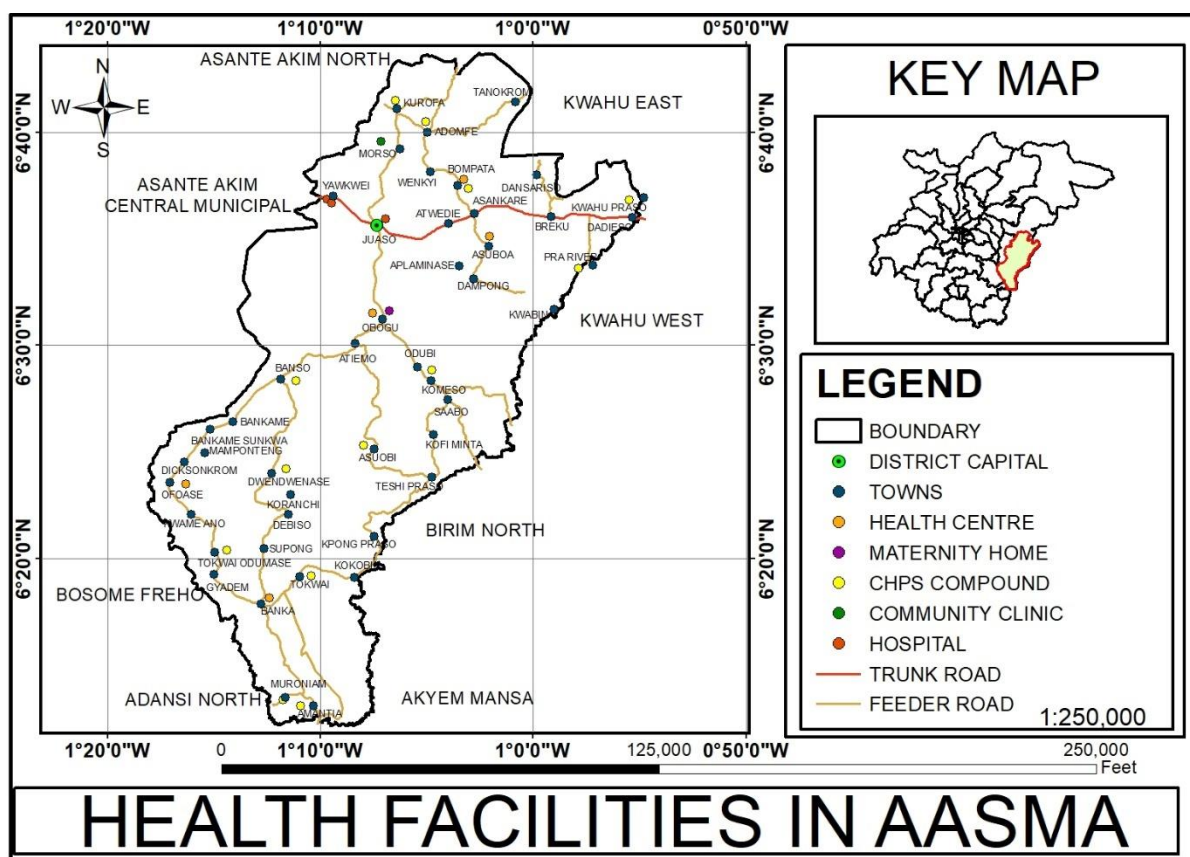 1°20'0"W 1°10'0"W 1°0'0"W 0°50'0"W
ASANTE AKIM NORTH
N
W E
S
TANOKROM
KUROFA
KWAHU EAST
6°40'0"N
ADOMFE
6°40'0"N
MORSO
BOMPATA
WENKYI
DANSARISO
ASANTE AKIM
CENTRAL MUNICIPAL
YAWKWEI
ASANKARE
KWAHU PRASO
ATWEDIE
BREKU
DADIESO
JUASO
ASUBOA
PRA RIVER
APLAMINASE
DAMPONG
KWABIN
KWAHU WEST
OBOGU
6°30'0"N
ATIEMO
ODUBI
6°30'0"N
BANSO
KOMESO
SAABO
BANKAME
BANKAME SUNKWA
MAMPONTENG
KOFI MINTA
ASUOBI
DICKSONKROM
DWENDWENASE
TESHI PRASO
OFOASE
KORANCHI
KWAME ANO
DEBISO
BIRIM NORTH
KPONG PRASO
6°20'0"N
SUPONG
6°20'0"N
TOKWAI ODUMASE
KOKOBEN
GYADEM
TOKWAI
BOSOME FREHO
BANKA
MURONIAM
ADANSI NORTH
AKYEM MANSA
AMANTIA
1°20'0"W 1°10'0"W 1°0'0"W 0°50'0"W
0 125,000 250,000
Feet
KEY MAP
LEGEND
BOUNDARY
DISTRICT CAPITAL
TOWNS
HEALTH CENTRE
MATERNITY HOME
CHPS COMPOUND
COMMUNITY CLINIC
HOSPITAL
TRUNK ROAD
FEEDER ROAD
1:250,000
HEALTH FACILITIES IN AASMA